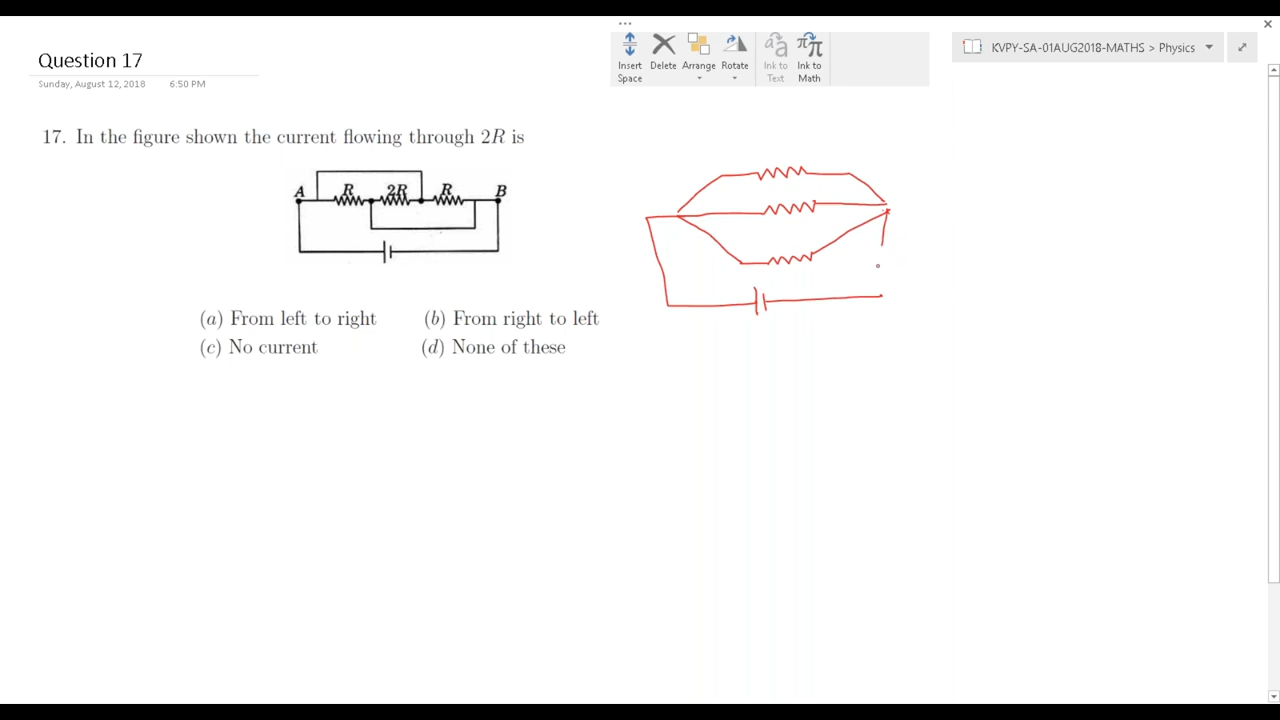 Question 17
Sunday, August 12, 2018 6:50 PM
Insert Space
Delete
Arrange
Rotate
Ink to Text
Ink to Math
KVPY-SA-01AUG2018-MATHS > Physics
17. In the figure shown the current flowing through 2R is
A R 2R R B
(a) From left to right (b) From right to left
(c) No current (d) None of these